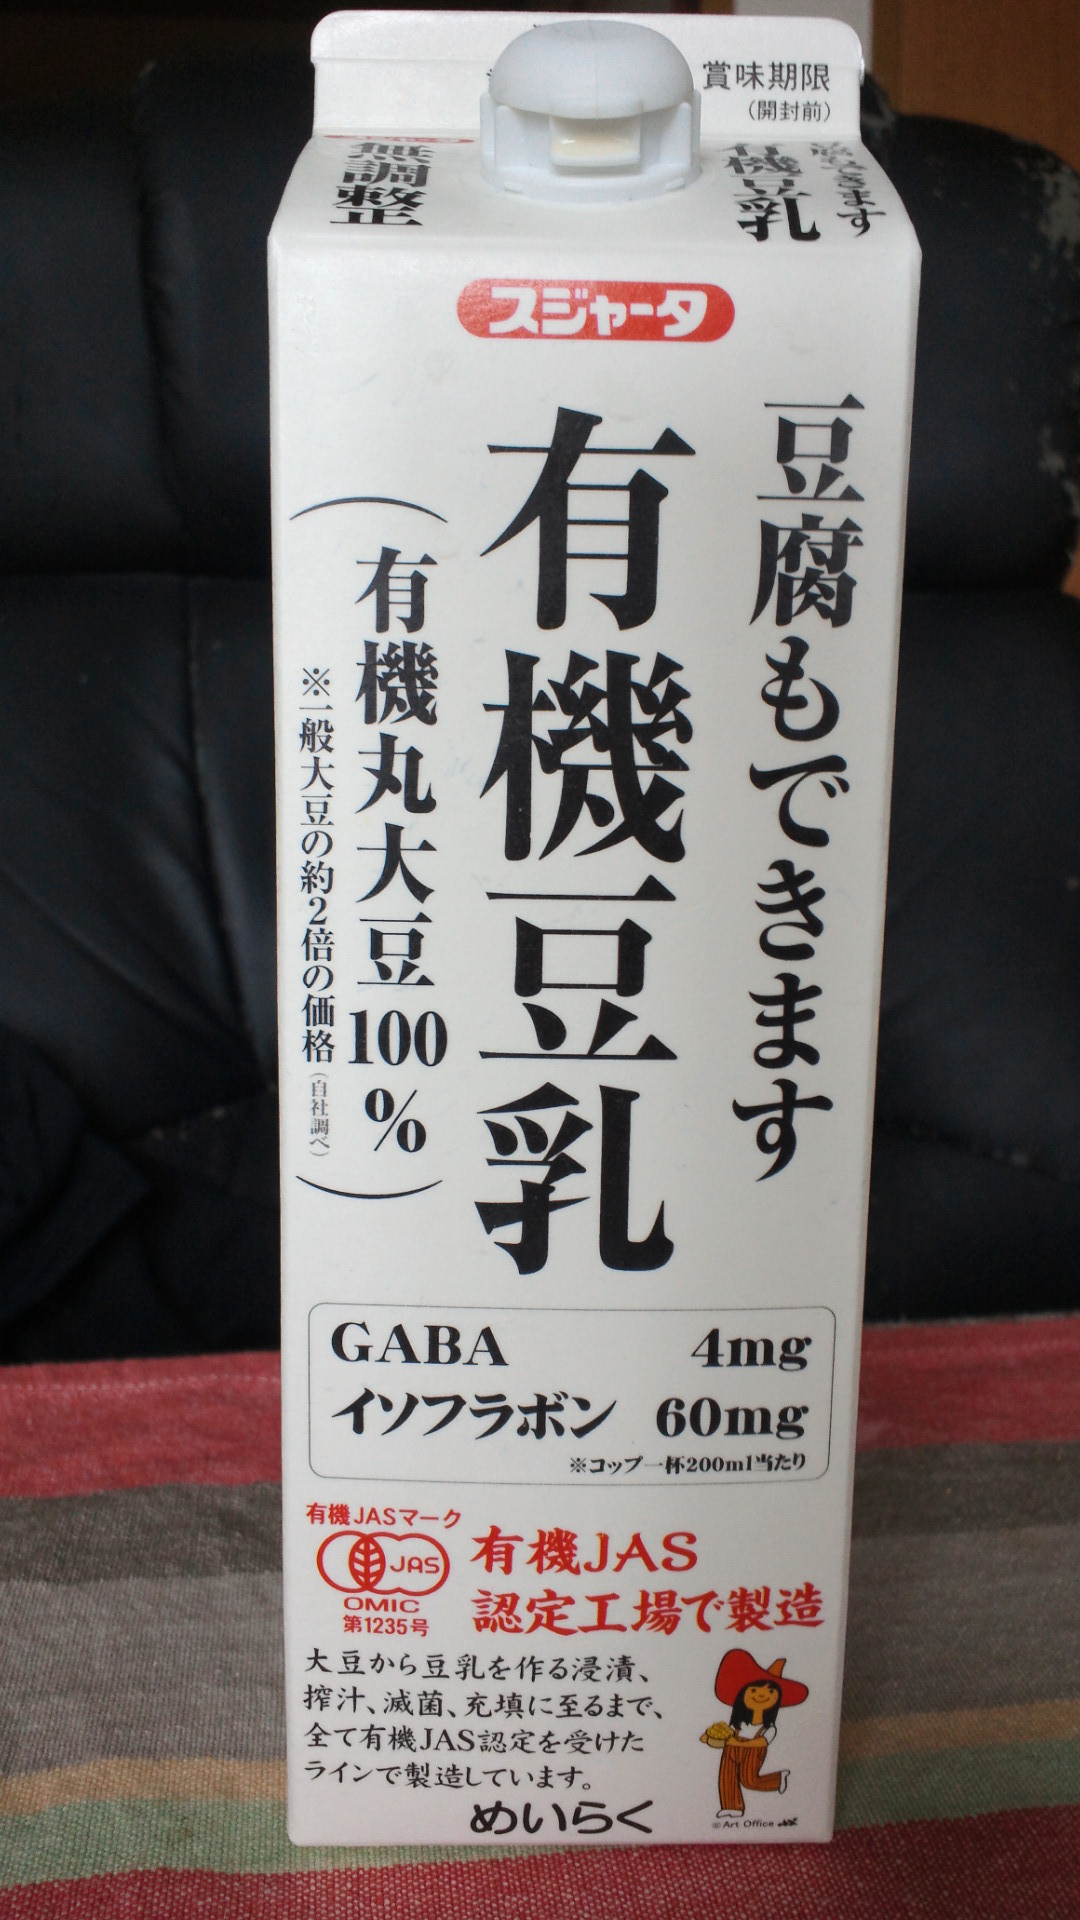 賞味期限
(開封前)
豆腐もできます
有機豆乳
無調整
スジャータ
豆腐もできます
有機豆乳
(有機丸大豆100%)
※一般大豆の約2倍の価格(自社調べ)
GABA 4mg
イソフラボン 60mg
※コップ一杯200ml当たり
有機JASマーク
JAS
OMIC
第1235号
有機JAS
認定工場で製造
大豆から豆乳を作る浸漬、
搾汁、滅菌、充填に至るまで、
全て有機JAS認定を受けた
ラインで製造しています。
めいらく
©Art Office